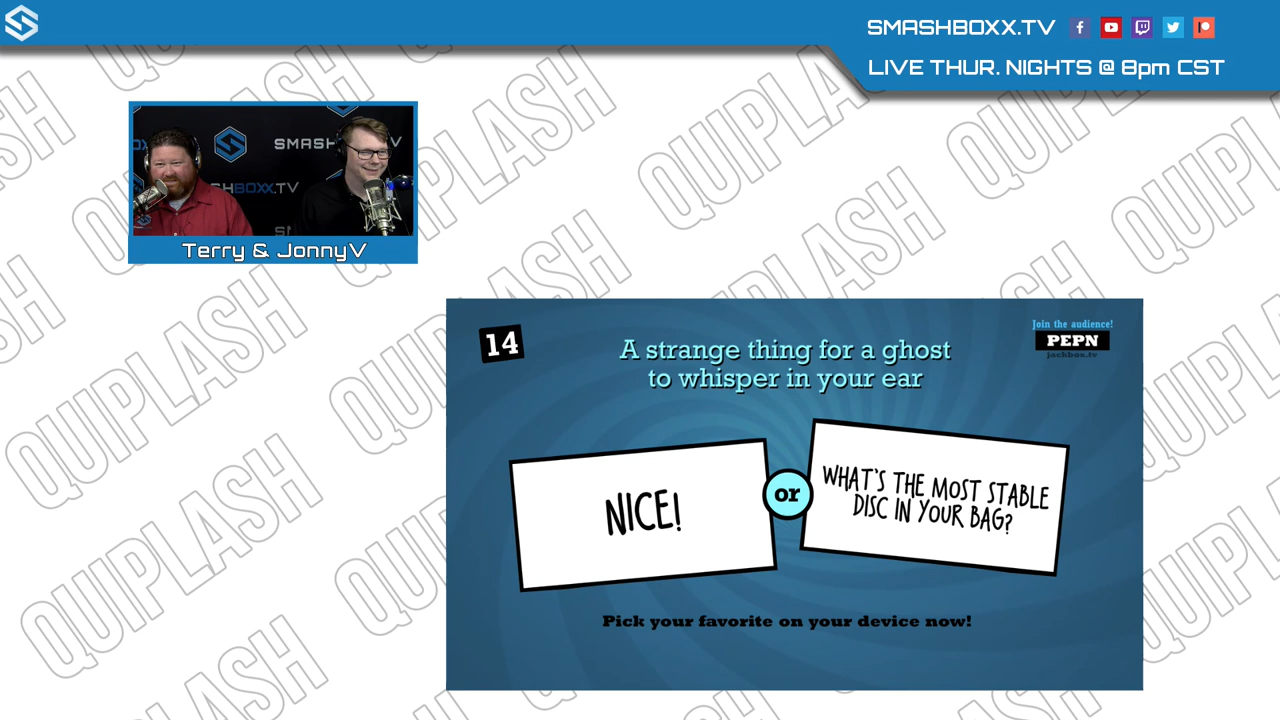 SMASHBOXX.TV
LIVE THUR. NIGHTS @ 8pm CST
SMASH
SHBOXX.TV
Terry & JonnyV
QUIPLASH
14
A strange thing for a ghost
to whisper in your ear
Join the audience!
PEPN
jackbox.tv
NICE!
or
WHAT'S THE MOST STABLE
DISC IN YOUR BAG?
Pick your favorite on your device now!